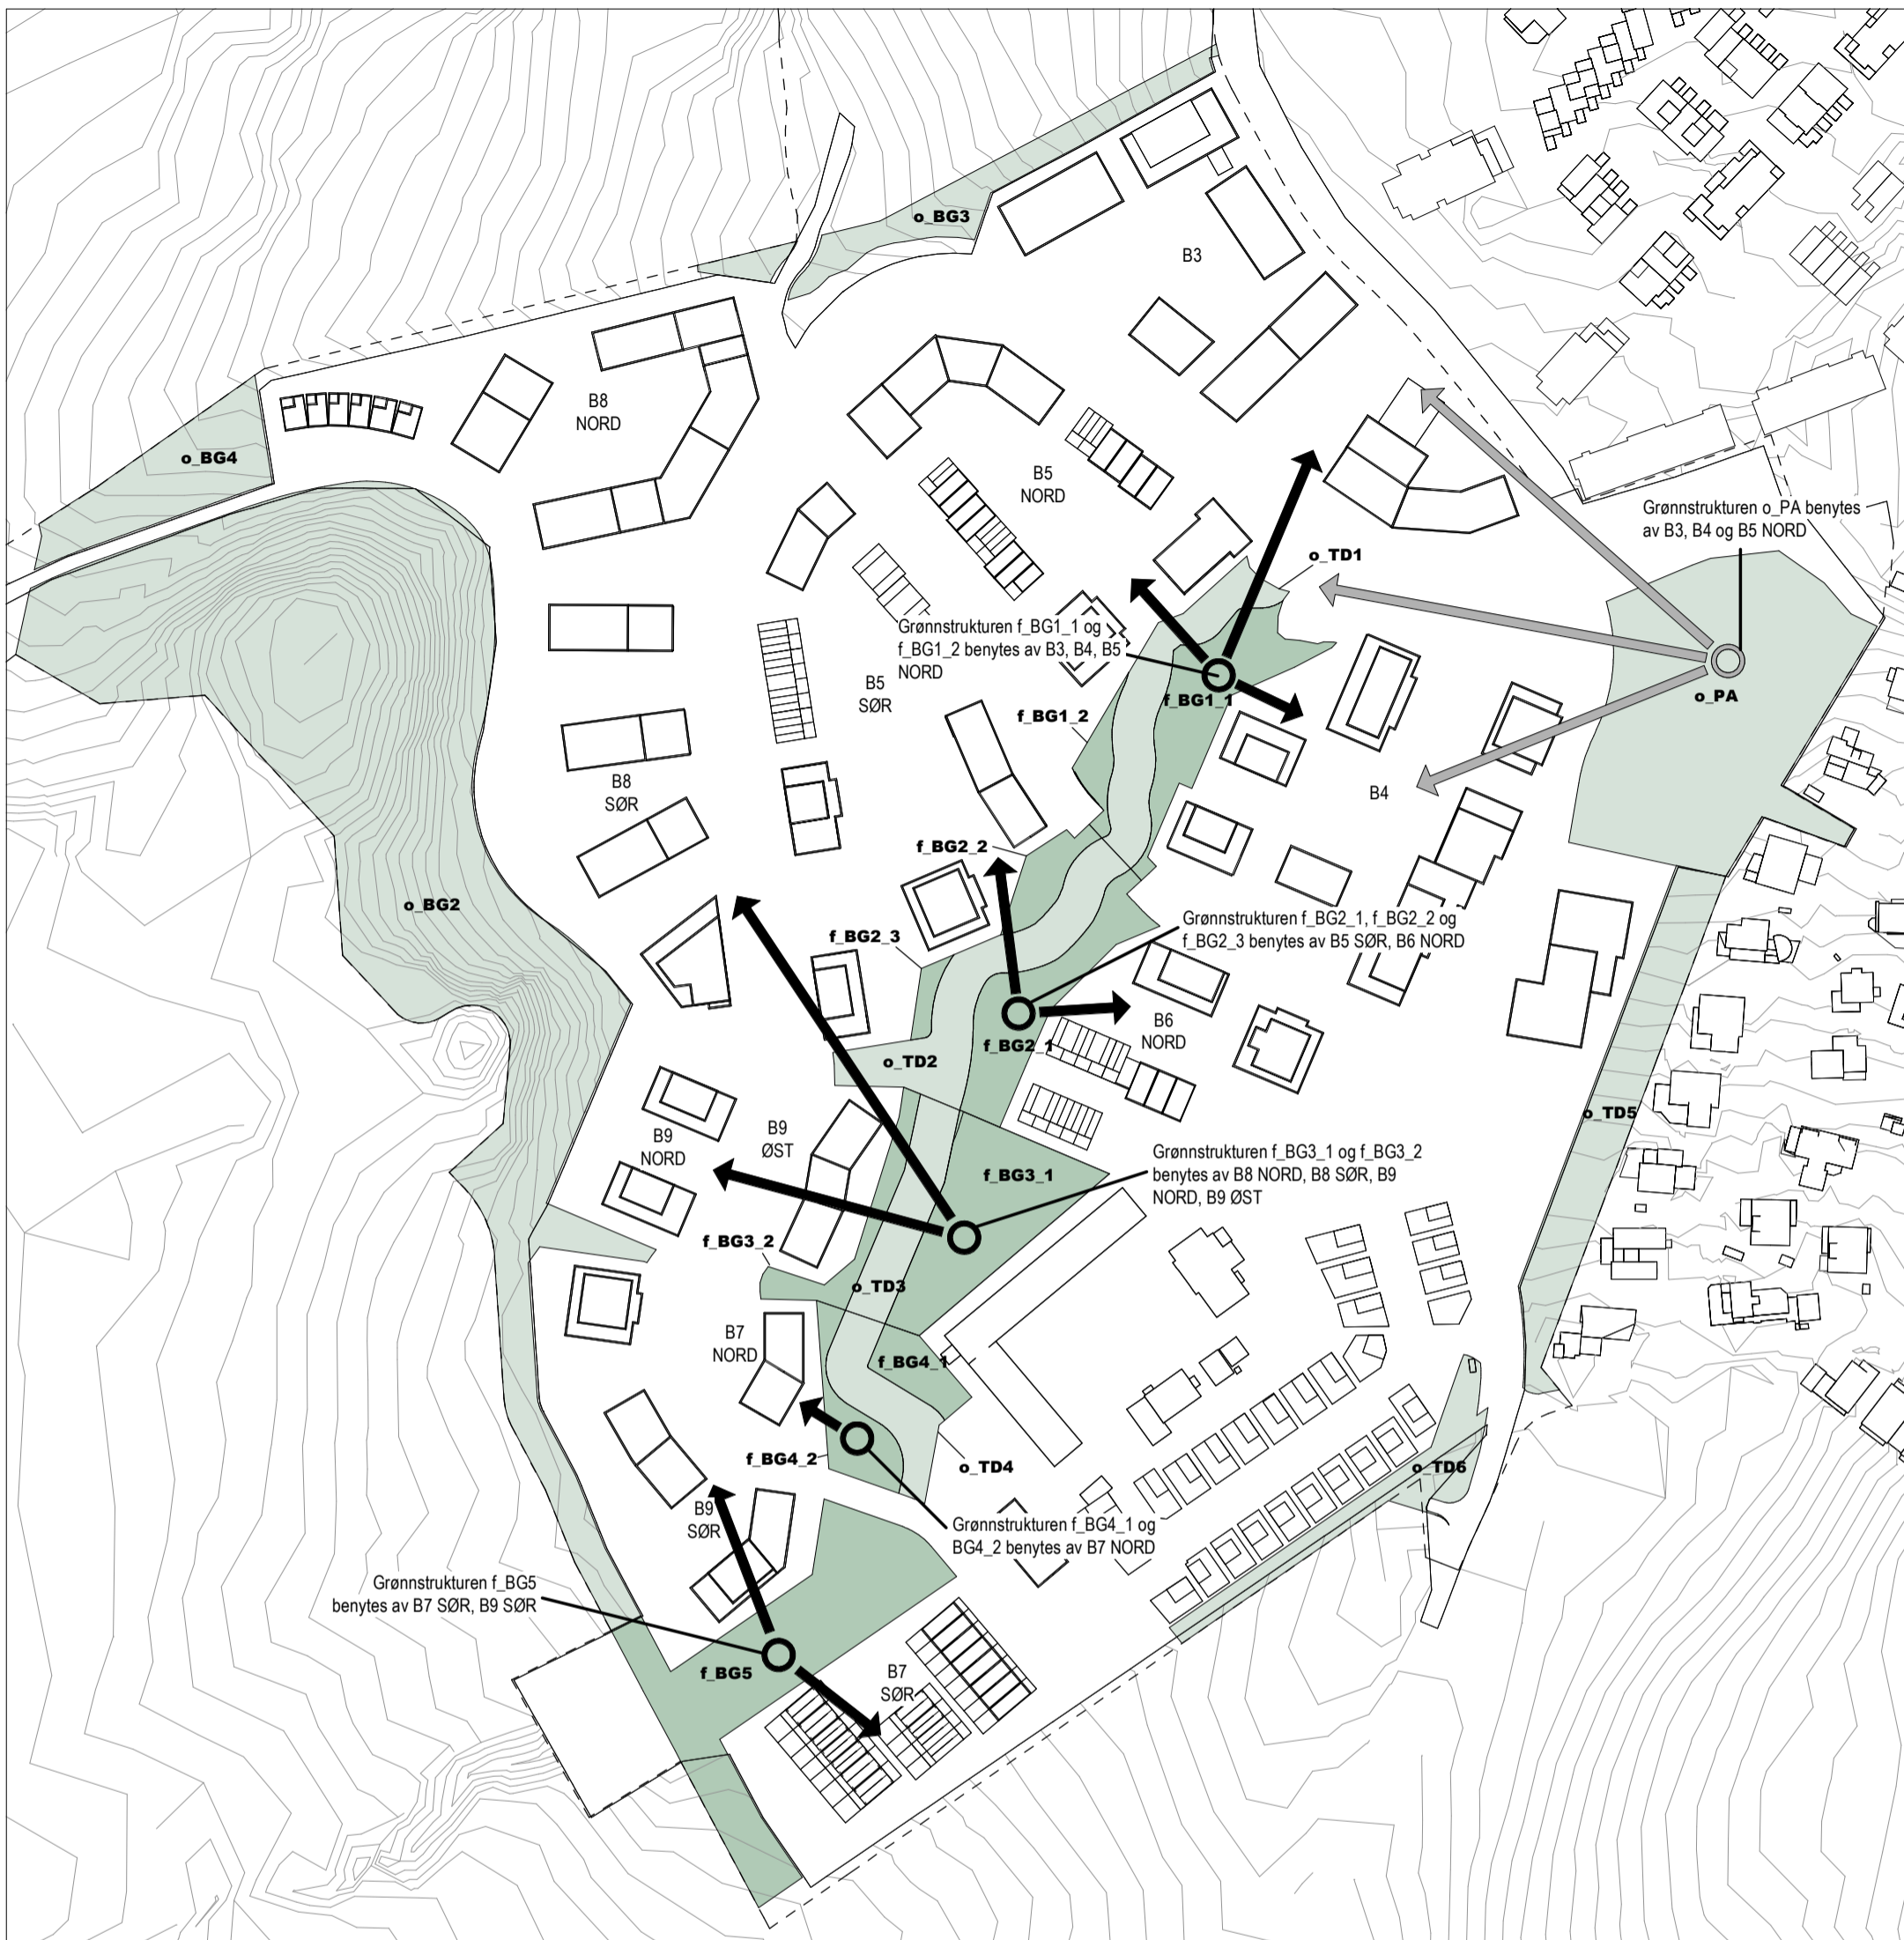 o_BG3
B3
B8
NORD
o_BG4
B5
NORD
Grønnstrukturen o_PA benytes
av B3, B4 og B5 NORD
o_TD1
Grønnstrukturen f_BG1_1 og
f_BG1_2 benytes av B3, B4, B5
NORD
B5
SØR
f_BG1_1
o_PA
f_BG1_2
B8
SØR
B4
f_BG2_2
o_BG2
Grønnstrukturen f_BG2_1, f_BG2_2 og
f_BG2_3 benytes av B5 SØR, B6 NORD
f_BG2_3
B6
NORD
f_BG2_1
o_TD2
o_TD5
B9
NORD
B9
ØST
Grønnstrukturen f_BG3_1 og f_BG3_2
benytes av B8 NORD, B8 SØR, B9
NORD, B9 ØST
f_BG3_1
f_BG3_2
o_TD3
B7
NORD
f_BG4_1
f_BG4_2
o_TD4
o_TD6
B9
SØR
Grønnstrukturen f_BG4_1 og
BG4_2 benytes av B7 NORD
Grønnstrukturen f_BG5
benytes av B7 SØR, B9 SØR
f_BG5
B7
SØR